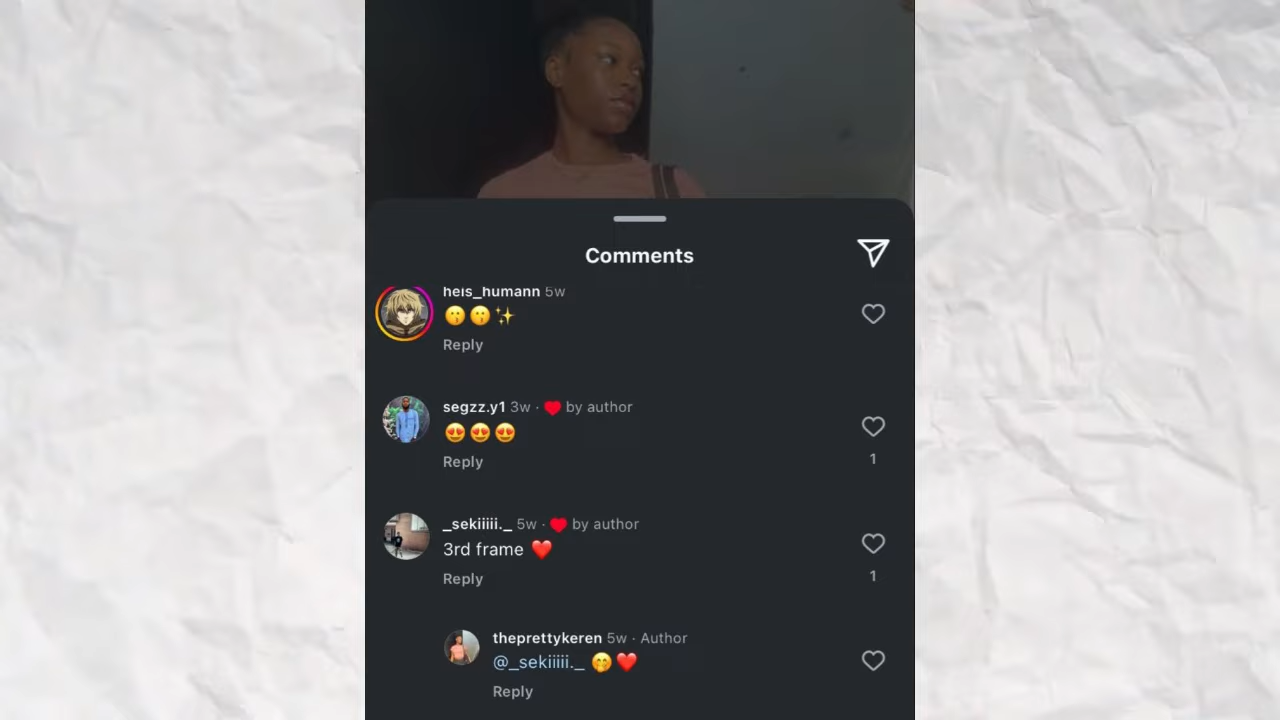 Comments
heis_humann 5w
😗😗✨
Reply
segzz.y1 3w · ❤️ by author
😍😍😍
Reply
1
_sekiiiii._ 5w · ❤️ by author
3rd frame ❤️
Reply
1
theprettykeren 5w · Author
@_sekiiiii._ 🤭❤️
Reply